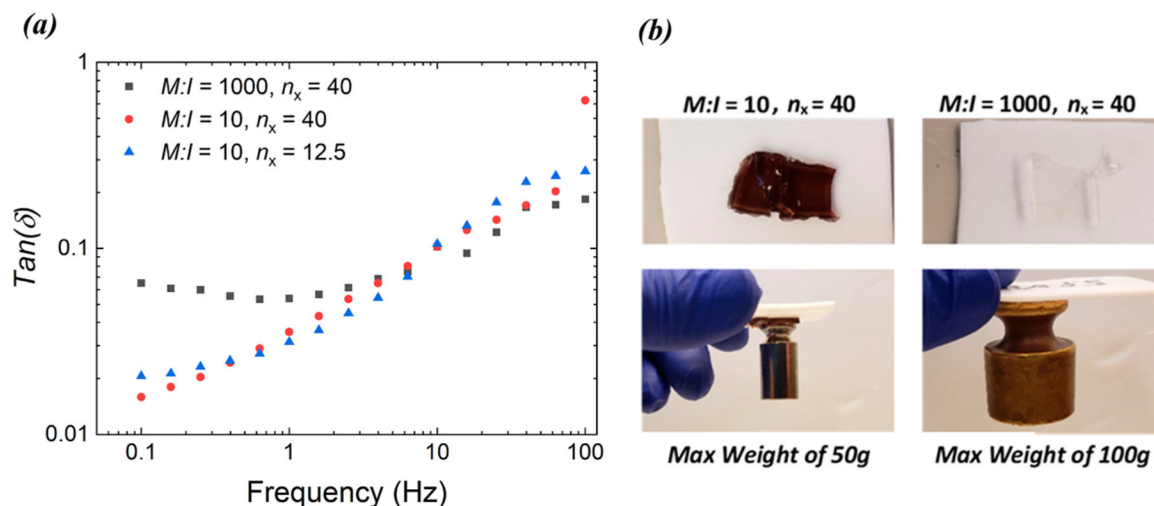 (a)
1
M:I = 1000, nx = 40
M:I = 10, nx = 40
M:I = 10, nx = 12.5
Tan(δ)
0.1
0.01
0.1 1 10 100
Frequency (Hz)
(b)
M:I = 10, nx = 40
M:I = 1000, nx = 40
Max Weight of 50g
Max Weight of 100g